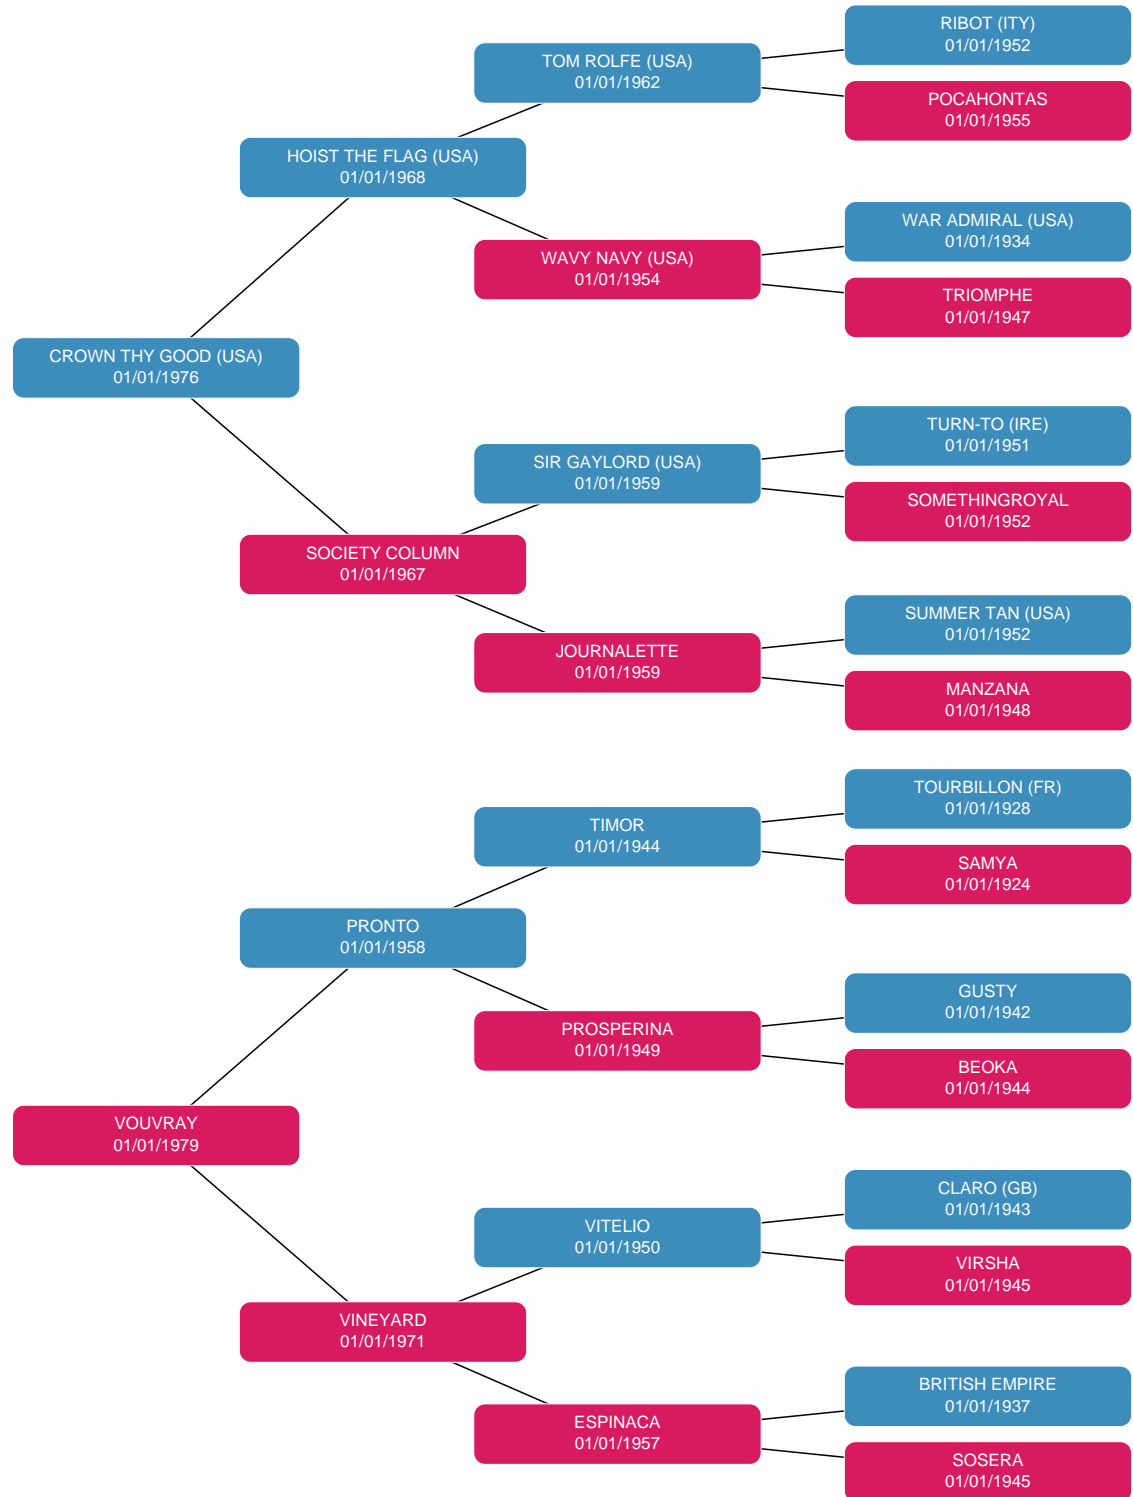 RIBOT (ITY)
01/01/1952
TOM ROLFE (USA)
01/01/1962
POCAHONTAS
01/01/1955
HOIST THE FLAG (USA)
01/01/1968
WAR ADMIRAL (USA)
01/01/1934
WAVY NAVY (USA)
01/01/1954
TRIOMPHE
01/01/1947
CROWN THY GOOD (USA)
01/01/1976
TURN-TO (IRE)
01/01/1951
SIR GAYLORD (USA)
01/01/1959
SOMETHINGROYAL
01/01/1952
SOCIETY COLUMN
01/01/1967
SUMMER TAN (USA)
01/01/1952
JOURNALETTE
01/01/1959
MANZANA
01/01/1948
TOURBILLON (FR)
01/01/1928
TIMOR
01/01/1944
SAMYA
01/01/1924
PRONTO
01/01/1958
GUSTY
01/01/1942
PROSPERINA
01/01/1949
BEOKA
01/01/1944
VOUVRAY
01/01/1979
CLARO (GB)
01/01/1943
VITELIO
01/01/1950
VIRSHA
01/01/1945
VINEYARD
01/01/1971
BRITISH EMPIRE
01/01/1937
ESPINACA
01/01/1957
SOSERA
01/01/1945